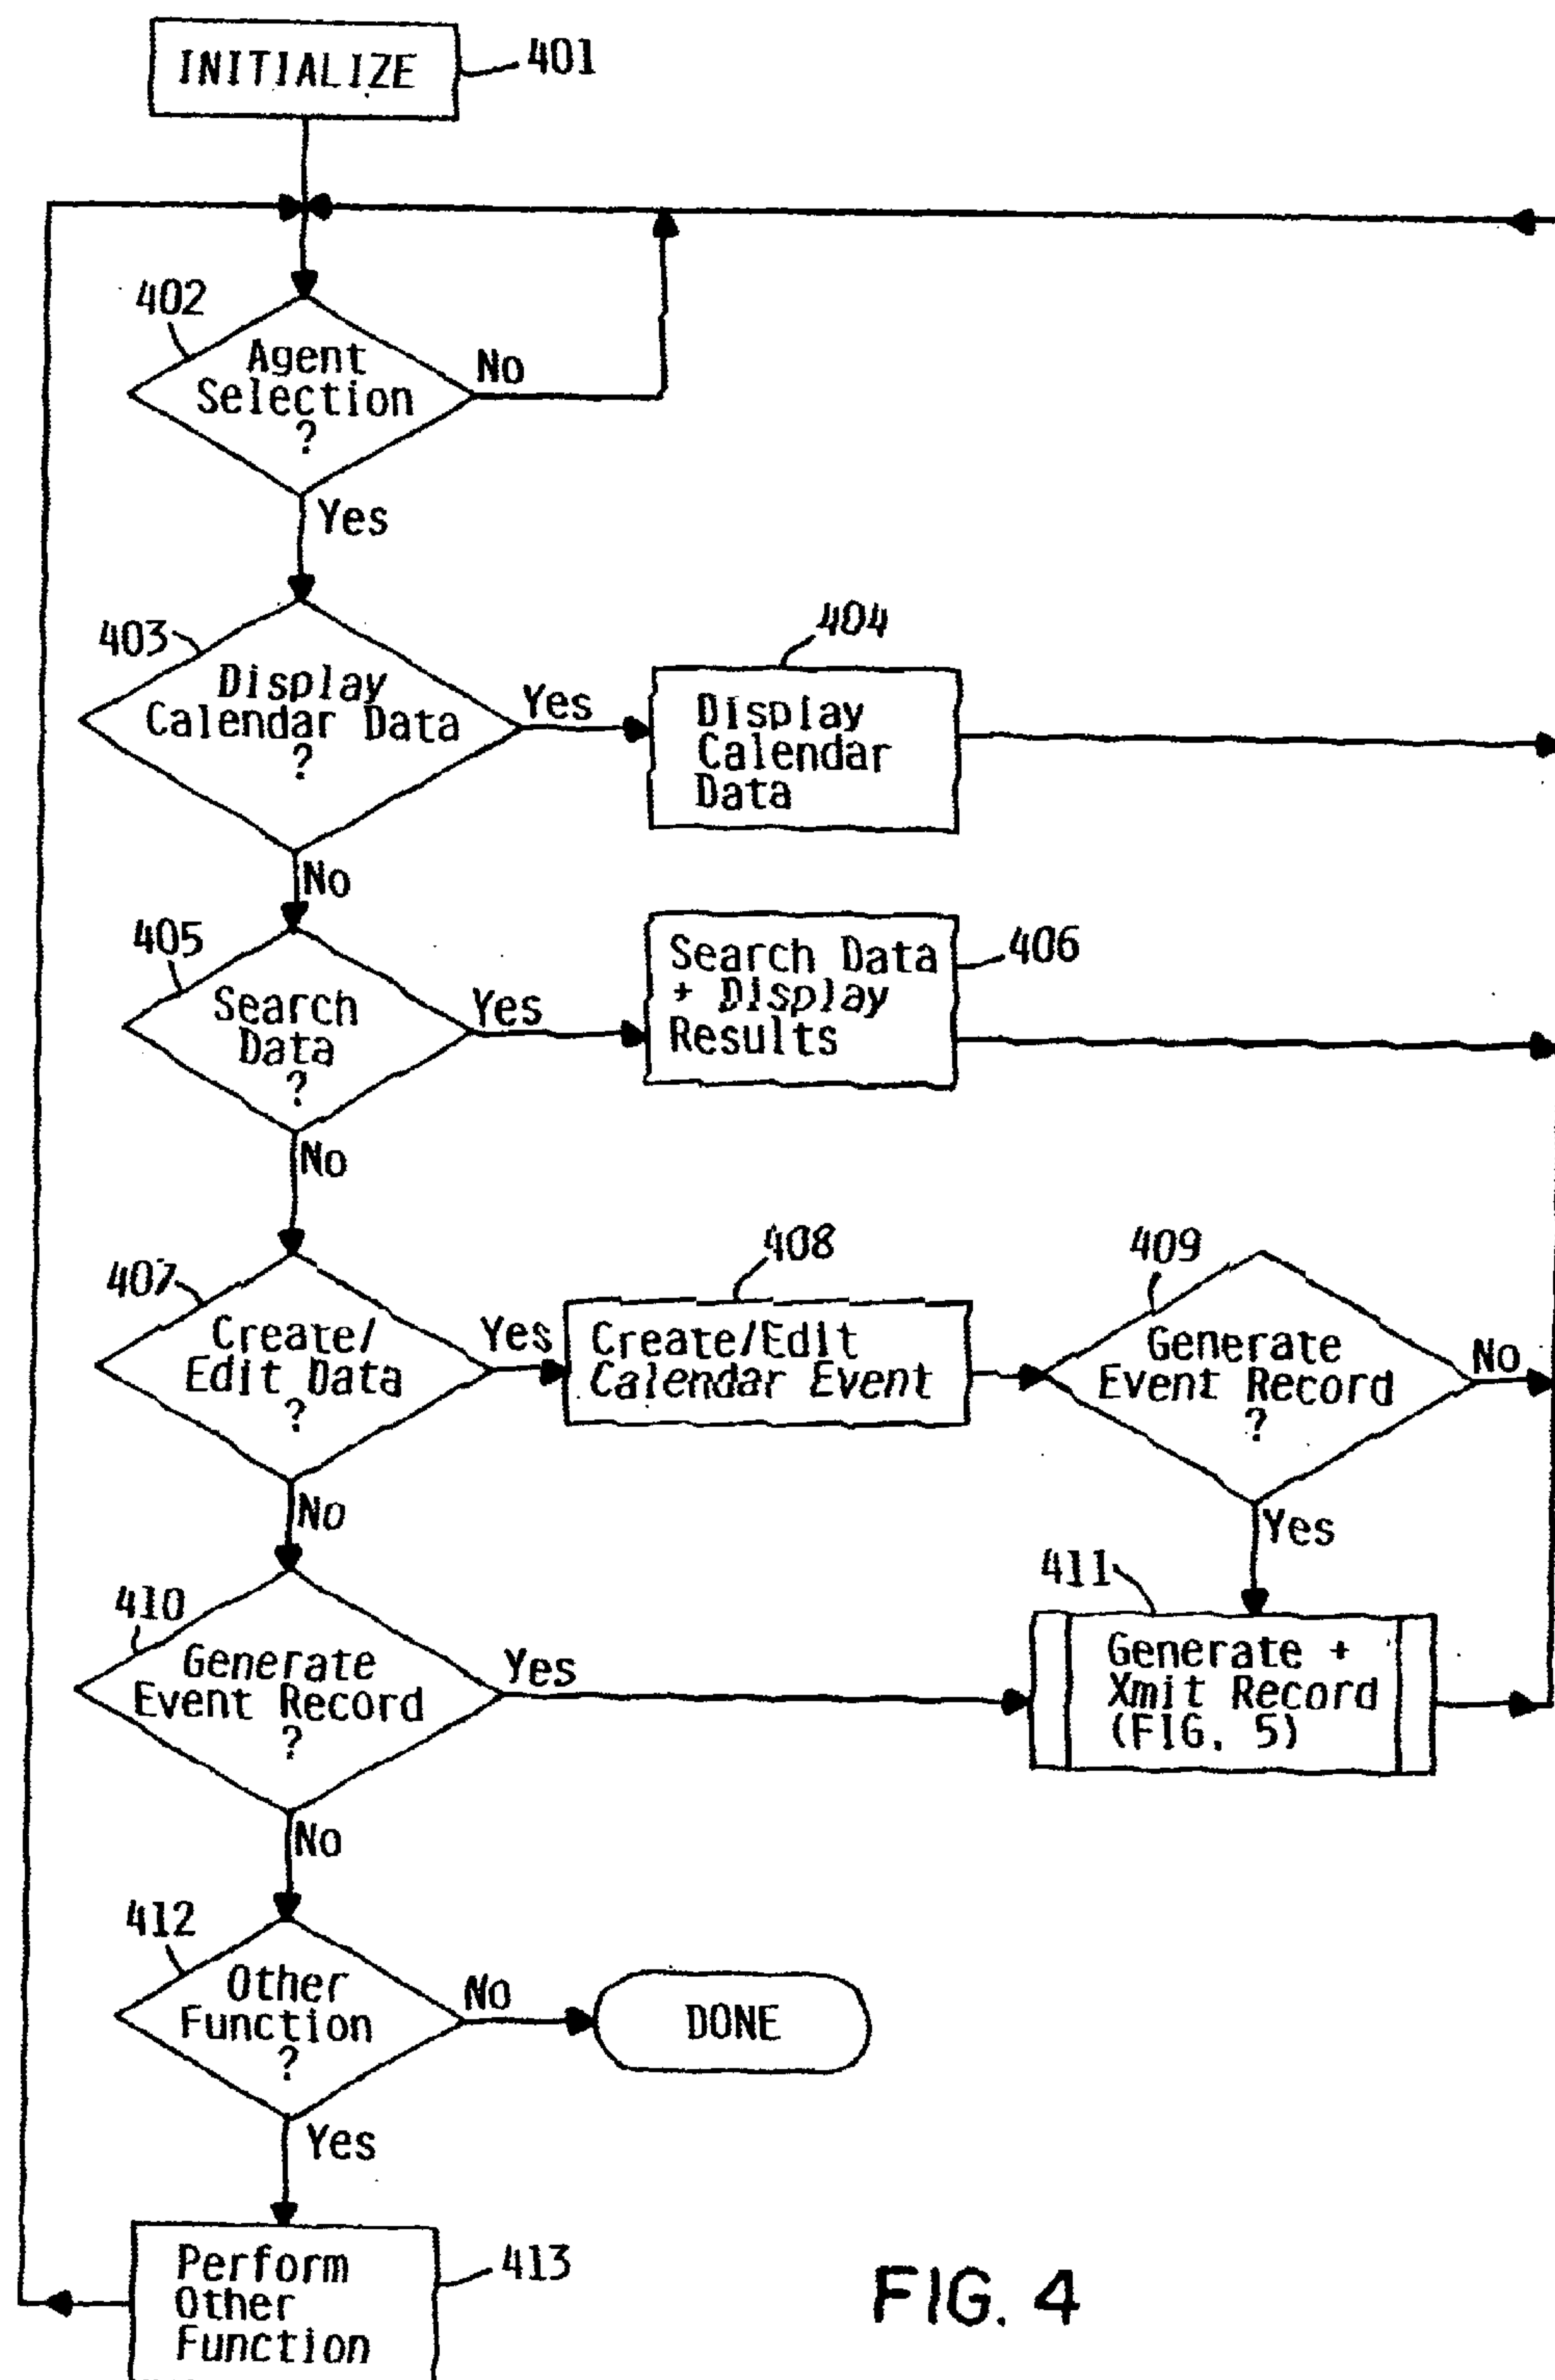 INITIALIZE
401
402
Agent
Selection
?
No
Yes
403
Display
Calendar Data
?
Yes
404
Display
Calendar
Data
No
405
Search
Data
?
Yes
Search Data
+ Display
Results
406
No
407
Create/
Edit Data
?
Yes
408
Create/Edit
Calendar Event
409
Generate
Event Record
?
No
Yes
No
410
Generate
Event Record
?
Yes
411
Generate +
Xmit Record
(FIG. 5)
No
412
Other
Function
?
No
DONE
Yes
Perform
Other
Function
413
FIG. 4